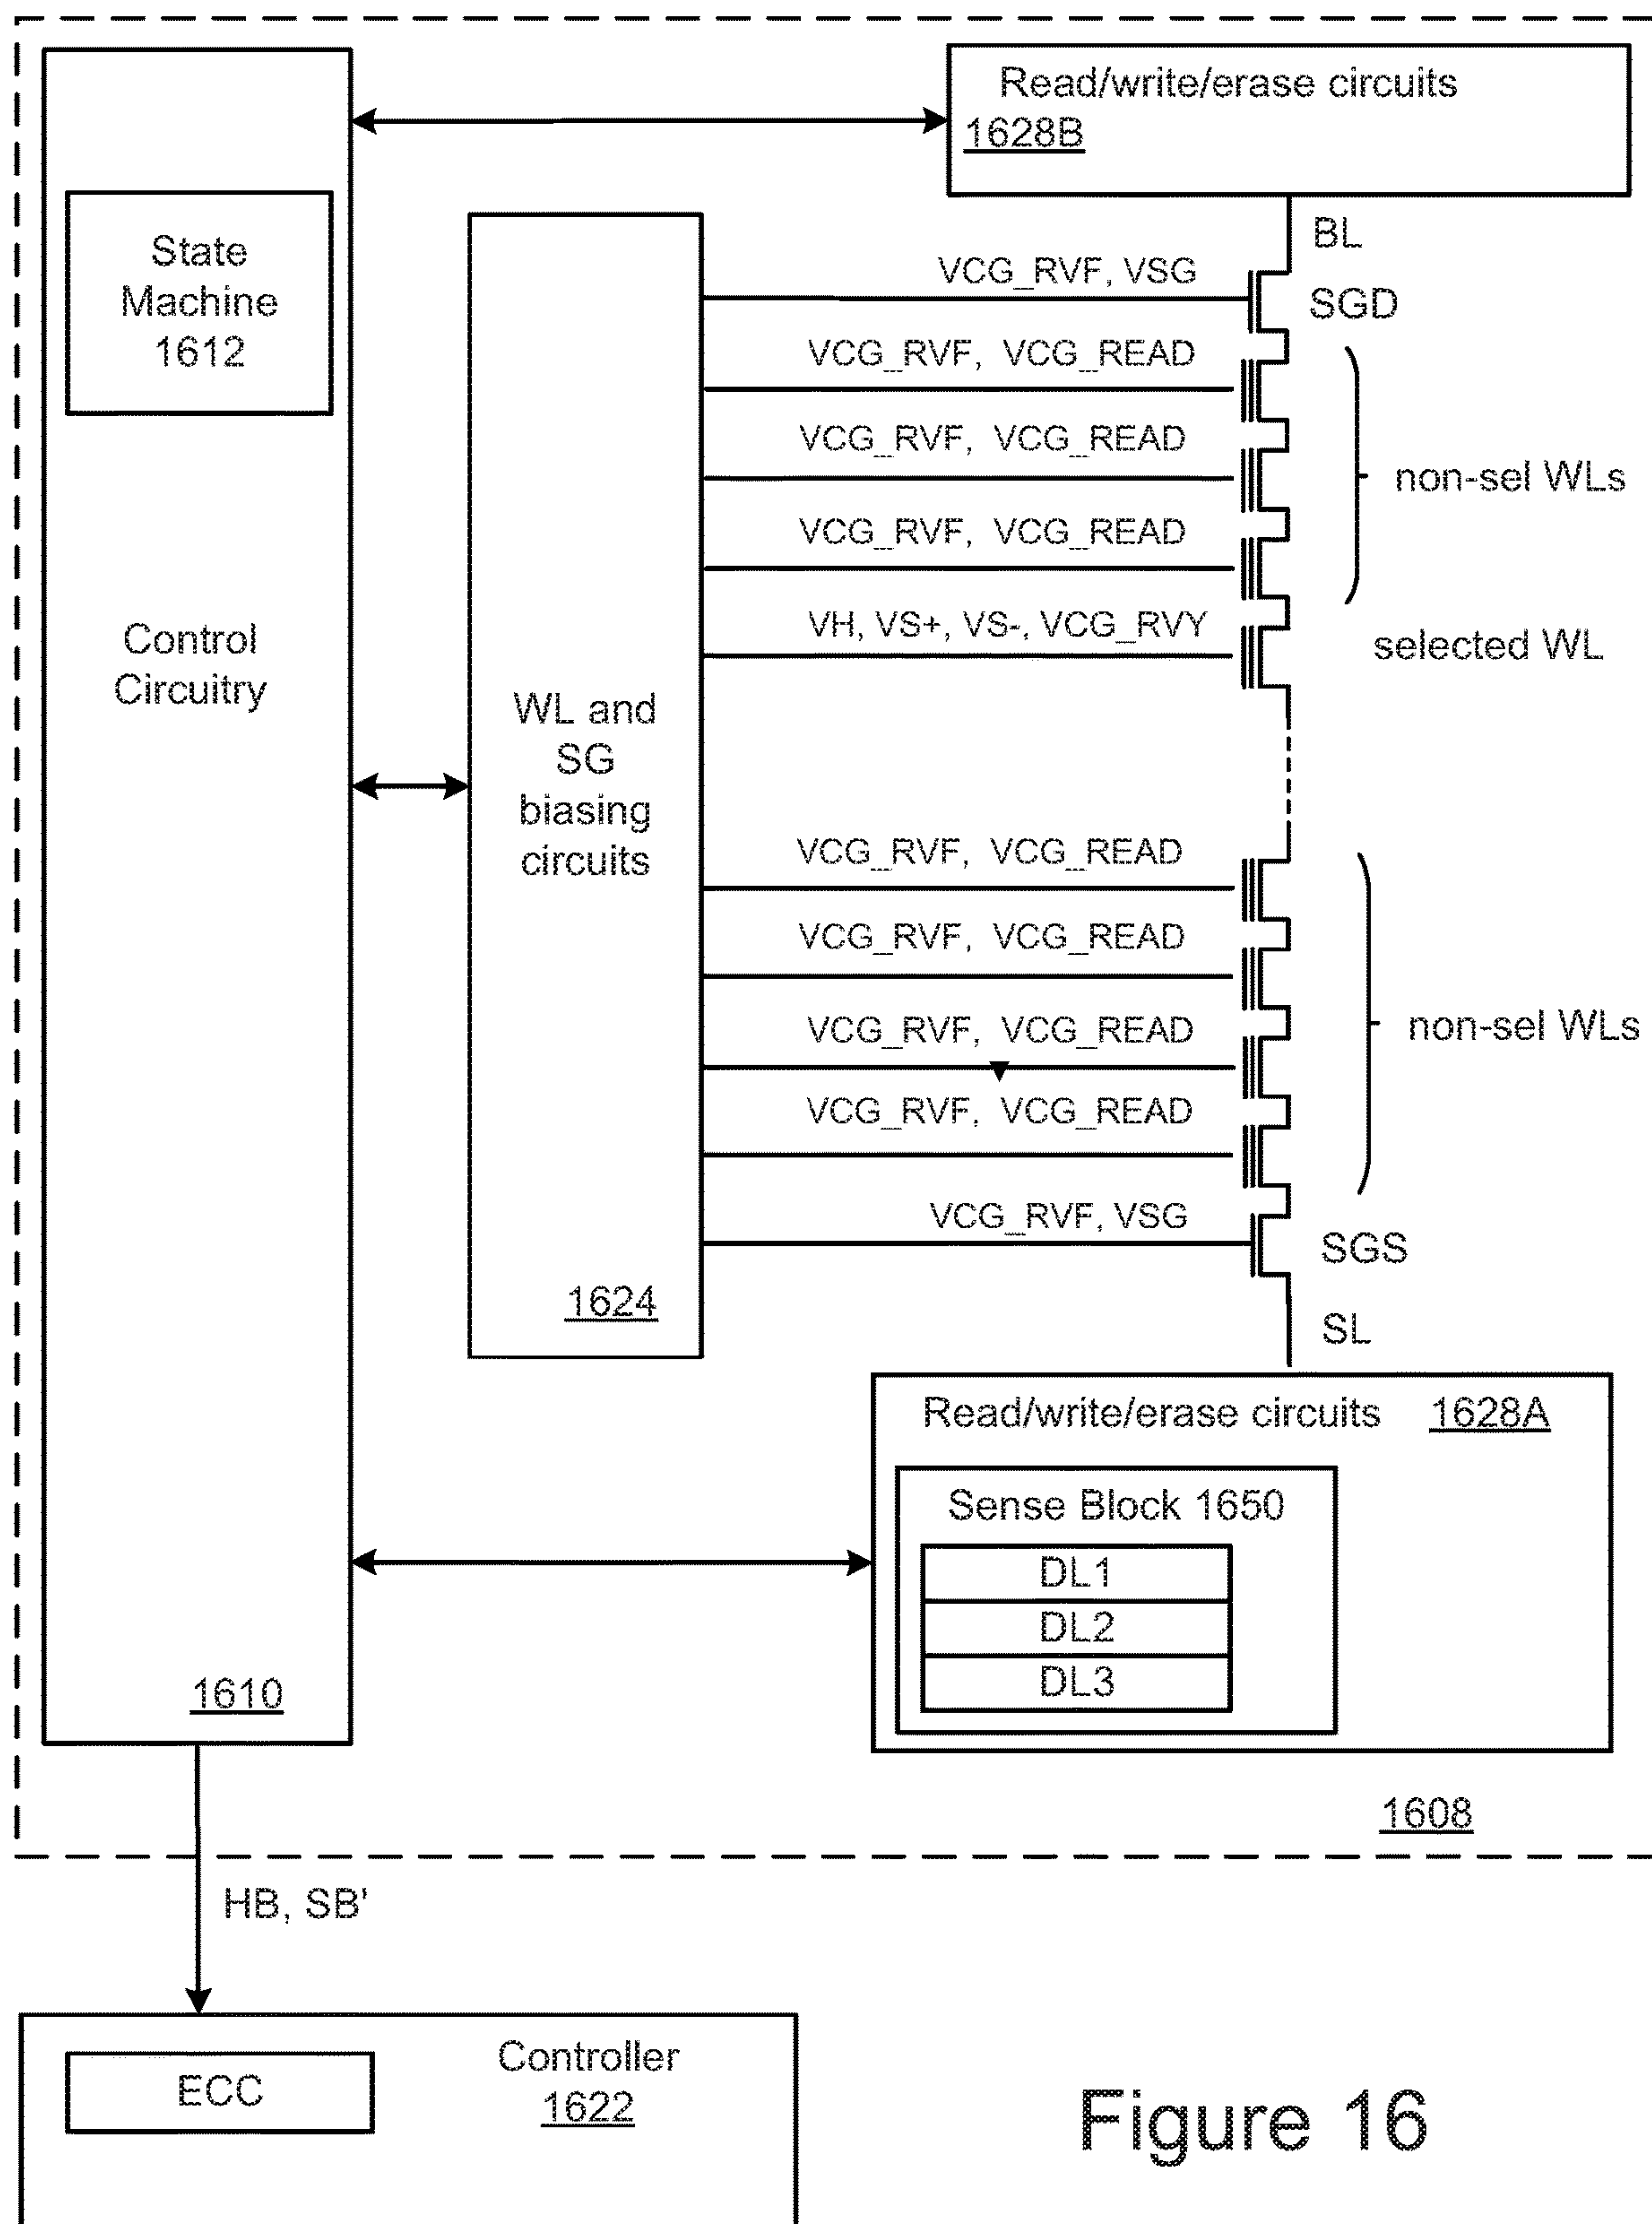 Read/write/erase circuits
1628B
State
Machine
1612
Control
Circuitry
1610
WL and
SG
biasing
circuits
1624
BL
VCG_RVF, VSG
SGD
VCG_RVF, VCG_READ
VCG_RVF, VCG_READ
non-sel WLs
VCG_RVF, VCG_READ
VH, VS+, VS-, VCG_RVY
selected WL
VCG_RVF, VCG_READ
VCG_RVF, VCG_READ
non-sel WLs
VCG_RVF, VCG_READ
VCG_RVF, VCG_READ
VCG_RVF, VSG
SGS
SL
Read/write/erase circuits 1628A
Sense Block 1650
DL1
DL2
DL3
1608
HB, SB'
Controller
1622
ECC
Figure 16